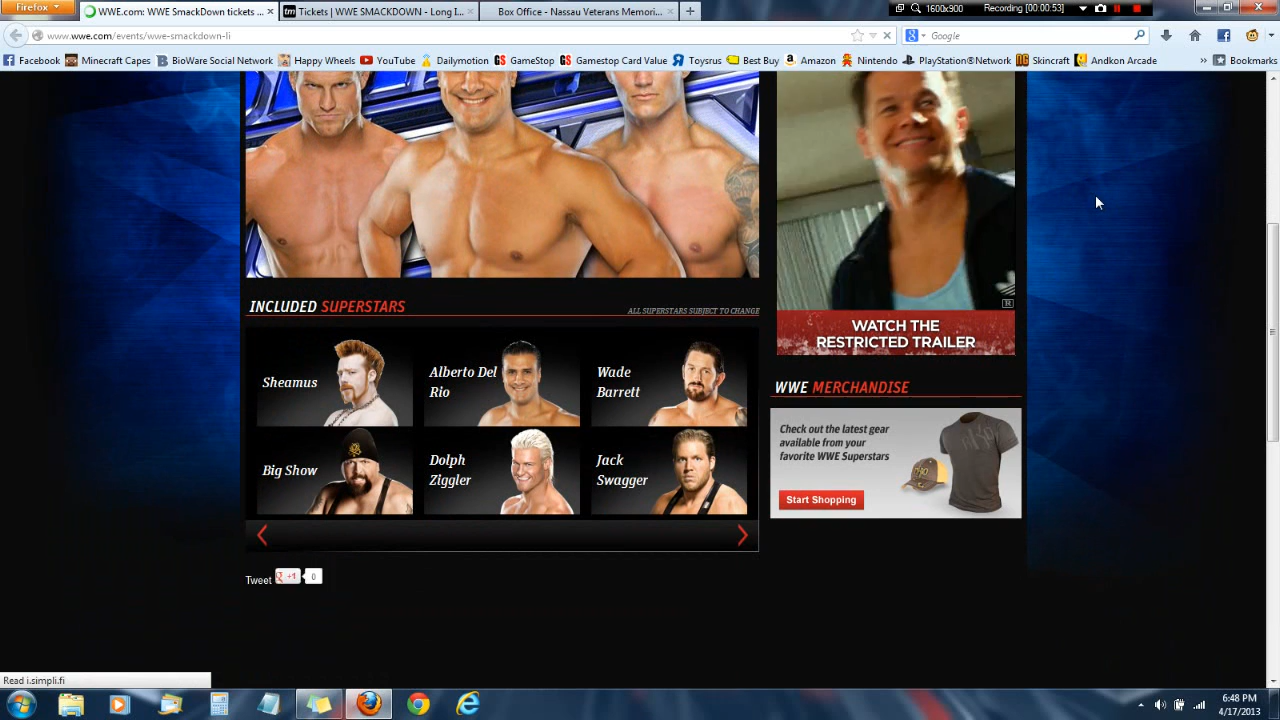 Firefox
WWE.com: WWE SmackDown tickets ...
Tickets | WWE SMACKDOWN - Long I...
Box Office - Nassau Veterans Memori...
1600x900
Recording [00:00:53]
www.wwe.com/events/wwe-smackdown-li
Google
Facebook
Minecraft Capes
BioWare Social Network
Happy Wheels
YouTube
Dailymotion
GameStop
Gamestop Card Value
Toysrus
Best Buy
Amazon
Nintendo
PlayStation®Network
Skincraft
Andkon Arcade
Bookmarks
R
WATCH THE
RESTRICTED TRAILER
INCLUDED SUPERSTARS
ALL SUPERSTARS SUBJECT TO CHANGE
Sheamus
Alberto Del
Rio
Wade
Barrett
Big Show
Dolph
Ziggler
Jack
Swagger
WWE MERCHANDISE
Check out the latest gear
available from your
favorite WWE Superstars
Start Shopping
Tweet
+1
0
Read i.simpli.fi
6:48 PM
4/17/2013